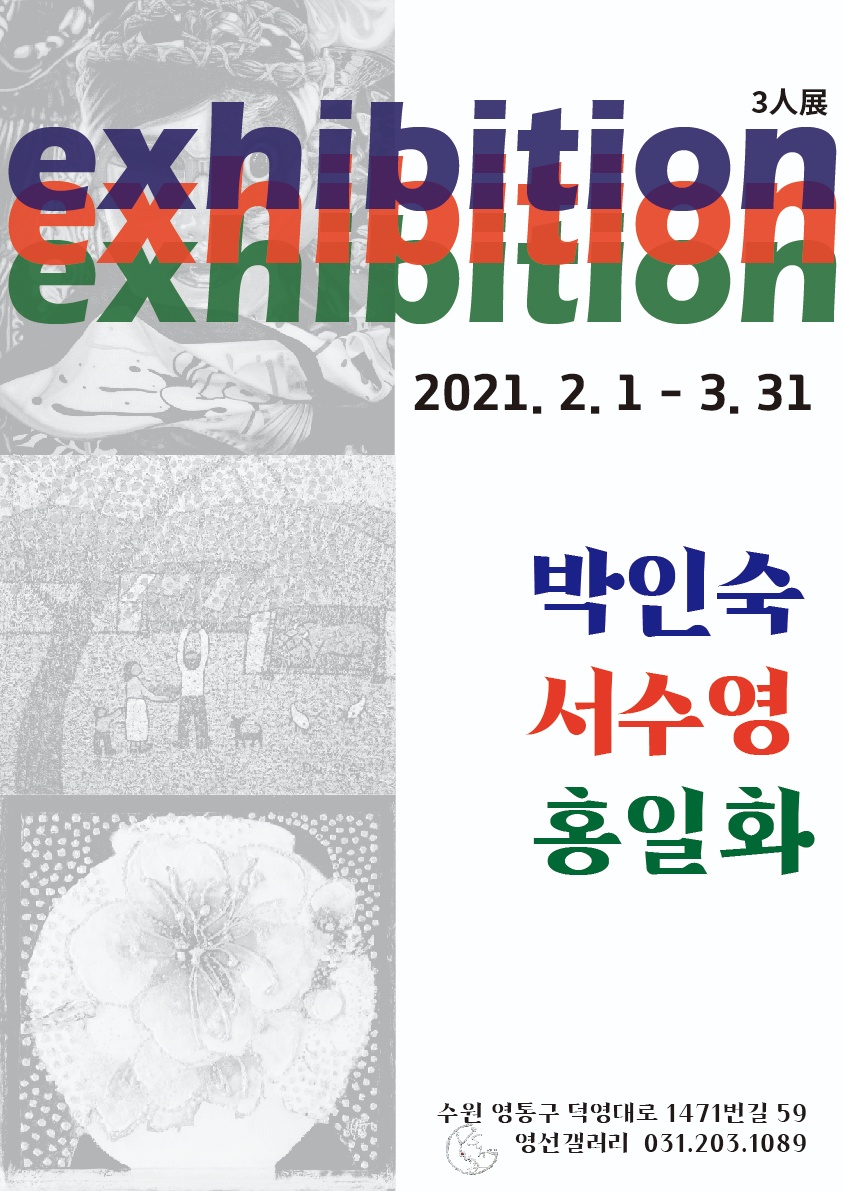 3人展
exhibition
exhibition
exhibition
2021. 2. 1 - 3. 31
박인숙
서수영
홍일화
수원 영통구 덕영대로 1471번길 59
영선갤러리 031.203.1089